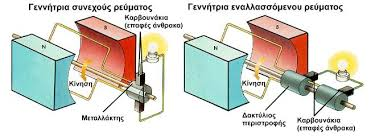 Γεννήτρια συνεχούς ρεύματος
Καρβουνάκια
(επαφές άνθρακα)
N
S
Κίνηση
Μεταλλάκτης
Γεννήτρια εναλλασσόμενου ρεύματος
N
S
Κίνηση
Δακτύλιος
περιστροφής
Καρβουνάκια
(επαφές άνθρακα)